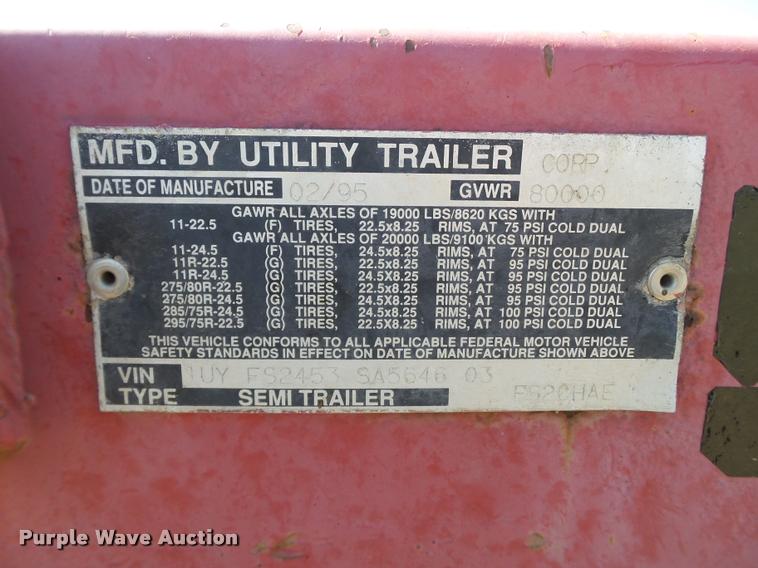 MFD. BY UTILITY TRAILER CORP.
DATE OF MANUFACTURE 02/95 GVWR 80000
GAWR ALL AXLES OF 19000 LBS/8620 KGS WITH
11-22.5 (F) TIRES, 22.5x8.25 RIMS, AT 75 PSI COLD DUAL
GAWR ALL AXLES OF 20000 LBS/9100 KGS WITH
11-24.5 (F) TIRES, 24.5x8.25 RIMS, AT 75 PSI COLD DUAL
11R-22.5 (G) TIRES, 22.5x8.25 RIMS, AT 95 PSI COLD DUAL
11R-24.5 (G) TIRES, 24.5X8.25 RIMS, AT 95 PSI COLD DUAL
275/80R-22.5 (G) TIRES, 22.5x8.25 RIMS, AT 95 PSI COLD DUAL
275/80R-24.5 (G) TIRES, 24.5X8.25 RIMS, AT 95 PSI COLD DUAL
285/75R-24.5 (G) TIRES, 24.5X8.25 RIMS, AT 100 PSI COLD DUAL
295/75R-22.5 (G) TIRES, 22.5X8.25 RIMS, AT 100 PSI COLD DUAL
THIS VEHICLE CONFORMS TO ALL APPLICABLE FEDERAL MOTOR VEHICLE
SAFETY STANDARDS IN EFFECT ON DATE OF MANUFACTURE SHOWN ABOVE
VIN 1UY FS2453 SA5646 03
TYPE SEMI TRAILER FS2CHAE
Purple Wave Auction